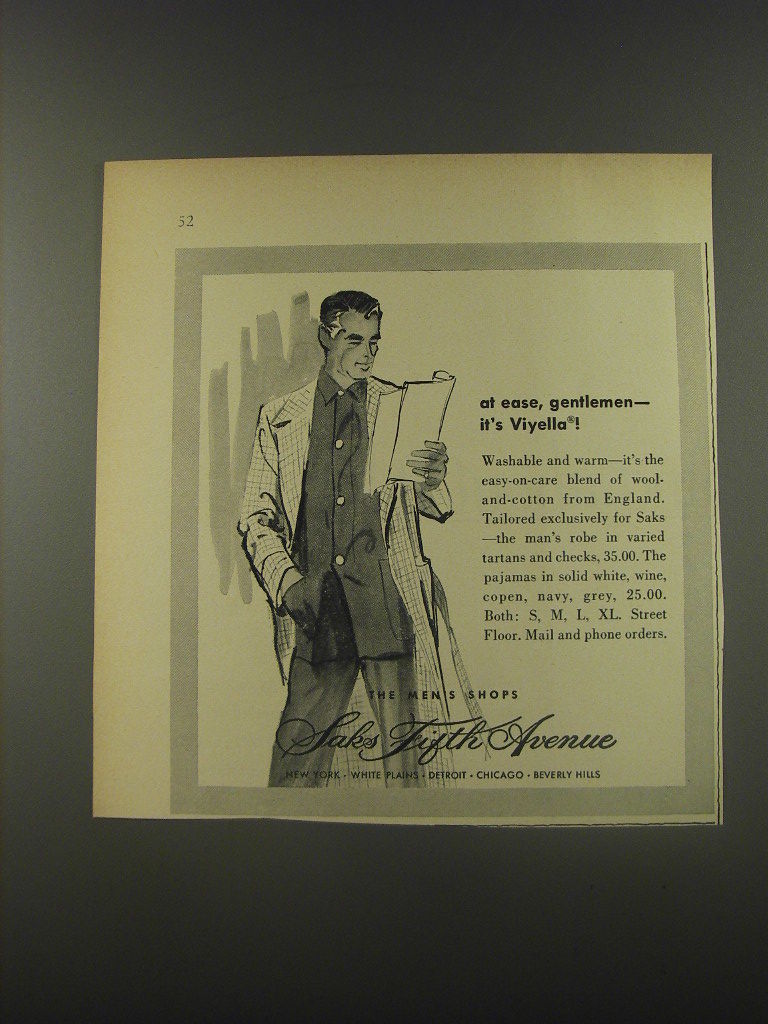 52
at ease, gentlemen—
it's Viyella®!
Washable and warm—it's the
easy-on-care blend of wool-
and-cotton from England.
Tailored exclusively for Saks
—the man's robe in varied
tartans and checks, 35.00. The
pajamas in solid white, wine,
copen, navy, grey, 25.00.
Both: S, M, L, XL. Street
Floor. Mail and phone orders.
THE MEN'S SHOPS
Saks Fifth Avenue
NEW YORK • WHITE PLAINS • DETROIT • CHICAGO • BEVERLY HILLS